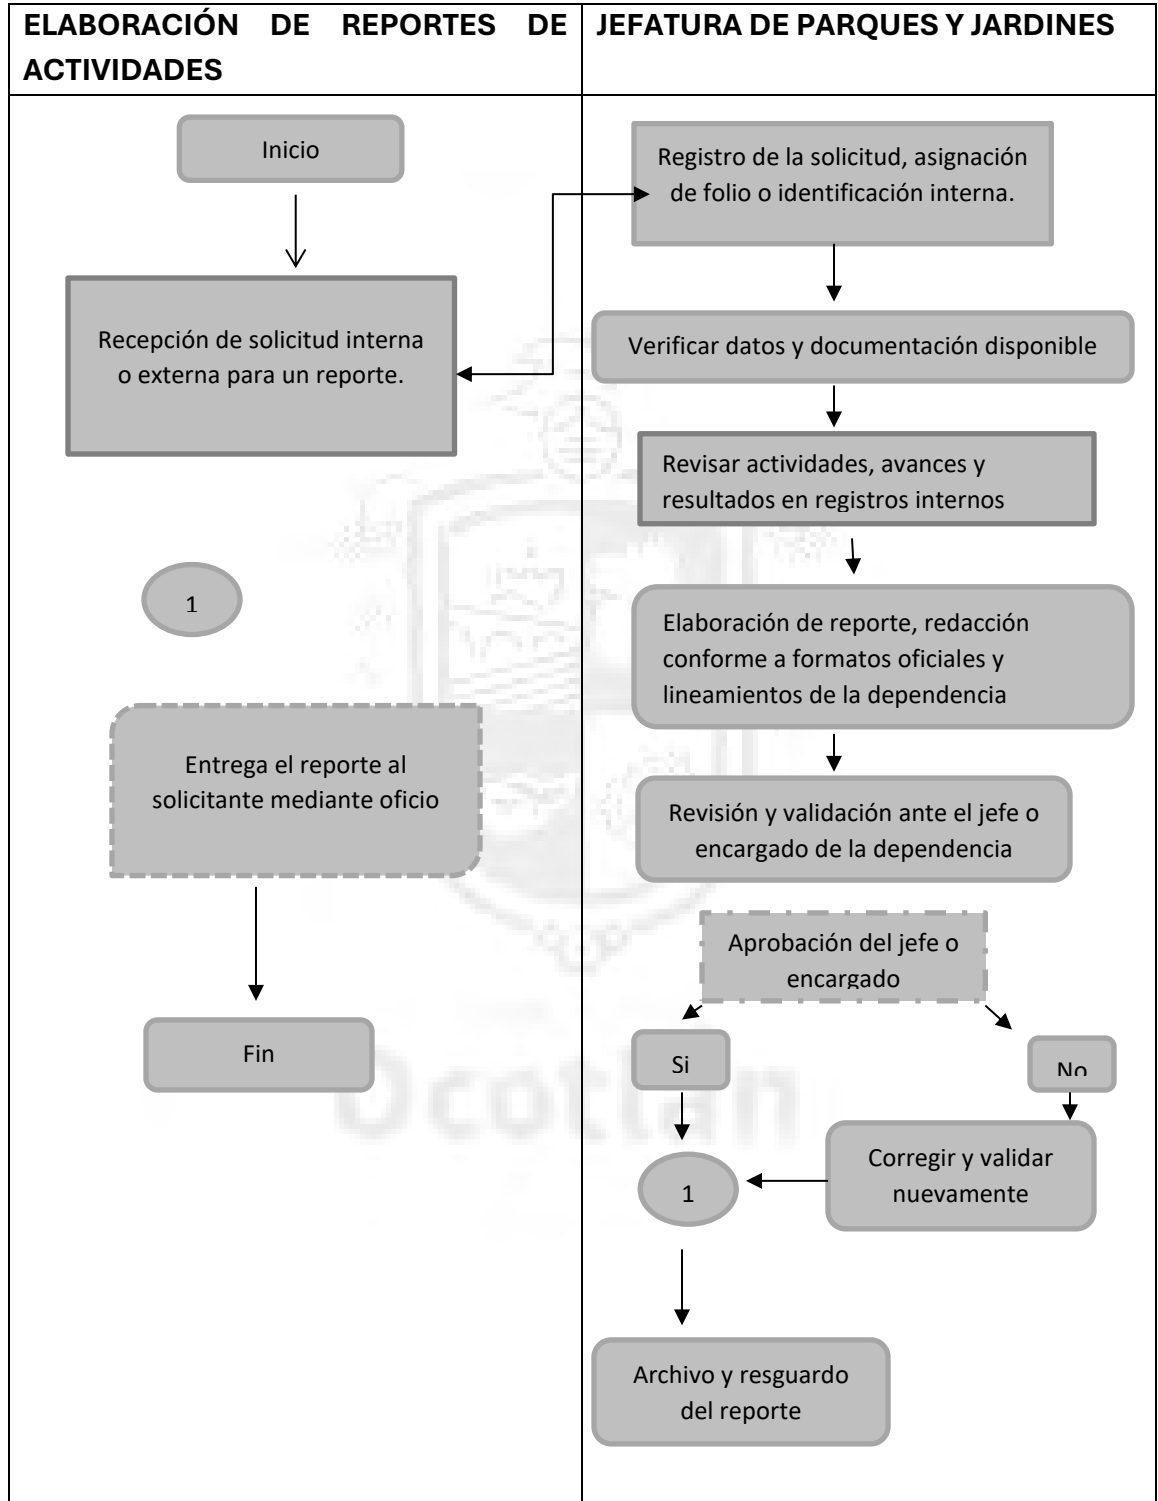 ELABORACIÓN DE REPORTES DE
ACTIVIDADES
JEFATURA DE PARQUES Y JARDINES
Inicio
Recepción de solicitud interna
o externa para un reporte.
1
Entrega el reporte al
solicitante mediante oficio
Fin
Registro de la solicitud, asignación
de folio o identificación interna.
Verificar datos y documentación disponible
Revisar actividades, avances y
resultados en registros internos
Elaboración de reporte, redacción
conforme a formatos oficiales y
lineamientos de la dependencia
Revisión y validación ante el jefe o
encargado de la dependencia
Aprobación del jefe o
encargado
Si
No
Corregir y validar
nuevamente
1
Archivo y resguardo
del reporte
Ocotlán